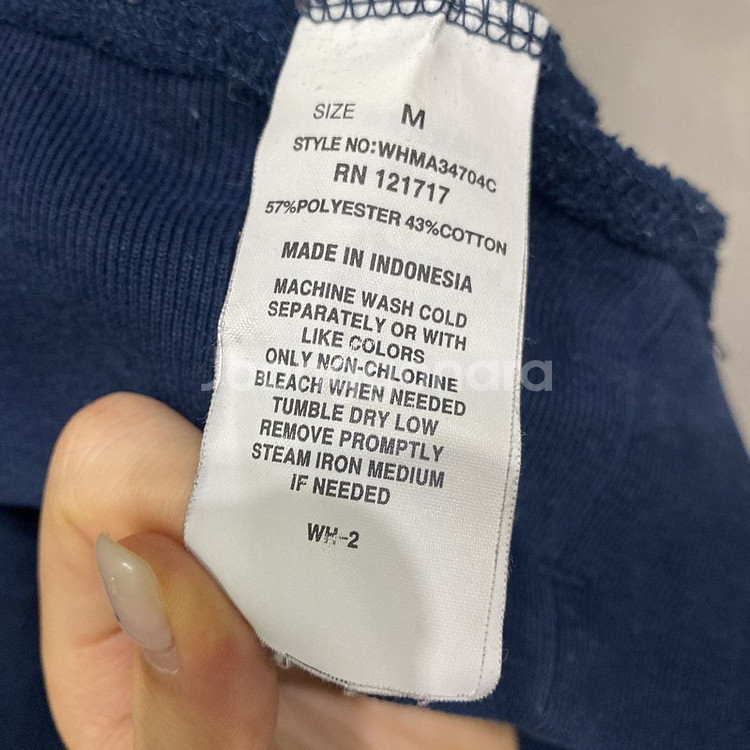 SIZE M
STYLE NO:WHMA34704C
RN 121717
57%POLYESTER 43%COTTON
MADE IN INDONESIA
MACHINE WASH COLD
SEPARATELY OR WITH
LIKE COLORS
ONLY NON-CHLORINE
BLEACH WHEN NEEDED
TUMBLE DRY LOW
REMOVE PROMPTLY
STEAM IRON MEDIUM
IF NEEDED
WH-2